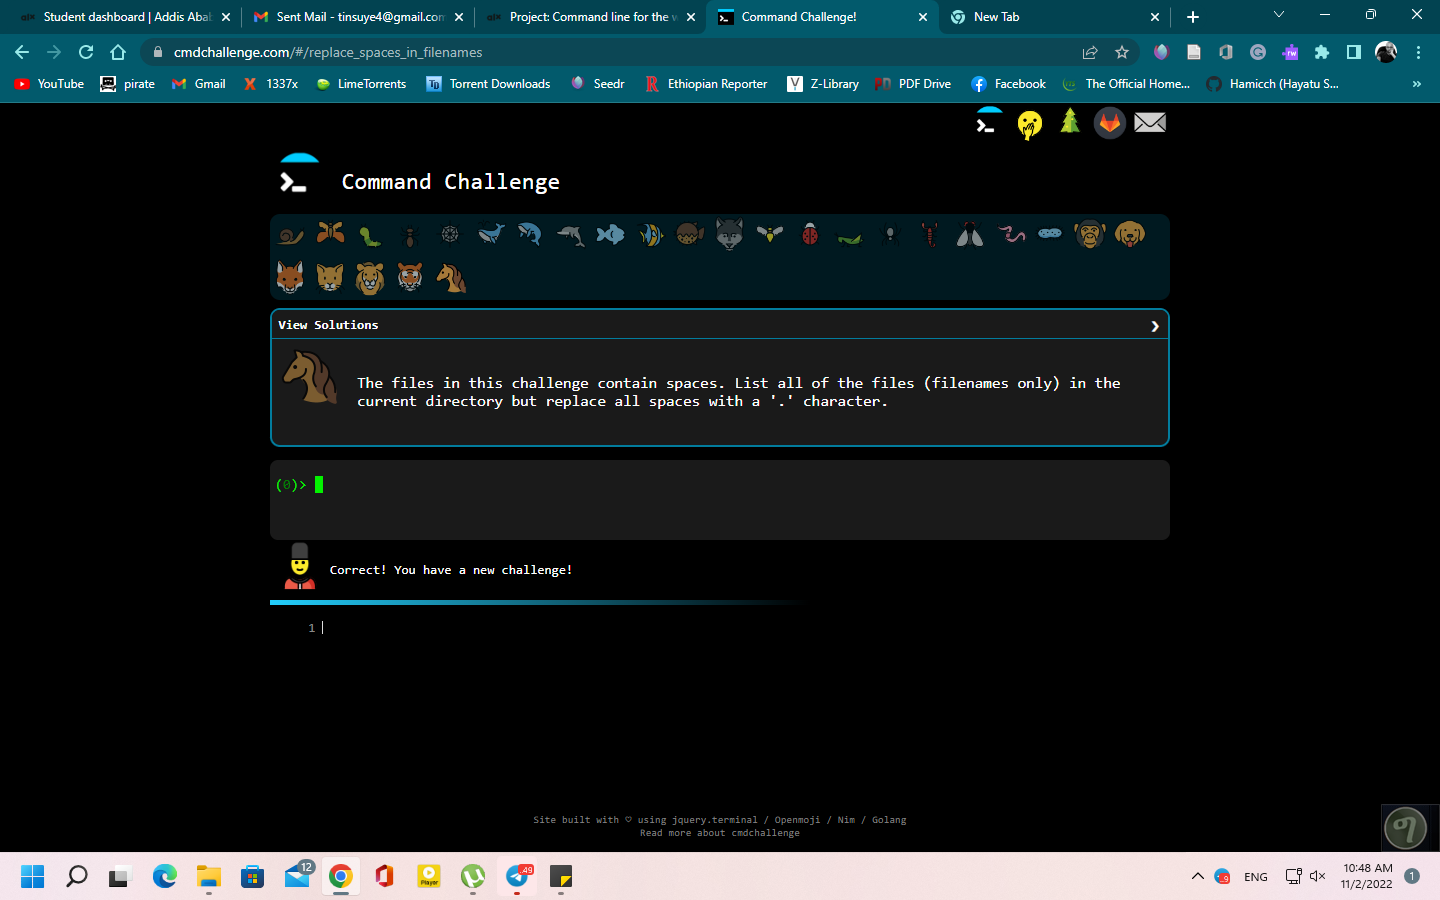 Student dashboard | Addis Aba
Sent Mail - tinsuye4@gmail.com
Project: Command line for the w
Command Challenge!
New Tab
cmdchallenge.com/#/replace_spaces_in_filenames
YouTube
pirate
Gmail
1337x
LimeTorrents
Torrent Downloads
Seedr
Ethiopian Reporter
Z-Library
PDF Drive
Facebook
The Official Home...
Hamicch (Hayatu S...
»
Command Challenge
View Solutions
The files in this challenge contain spaces. List all of the files (filenames only) in the
current directory but replace all spaces with a '.' character.
(0)>
Correct! You have a new challenge!
1
Site built with ♡ using jquery.terminal / Openmoji / Nim / Golang
Read more about cmdchallenge
12
Player
.49
9
ENG
10:48 AM
11/2/2022
1